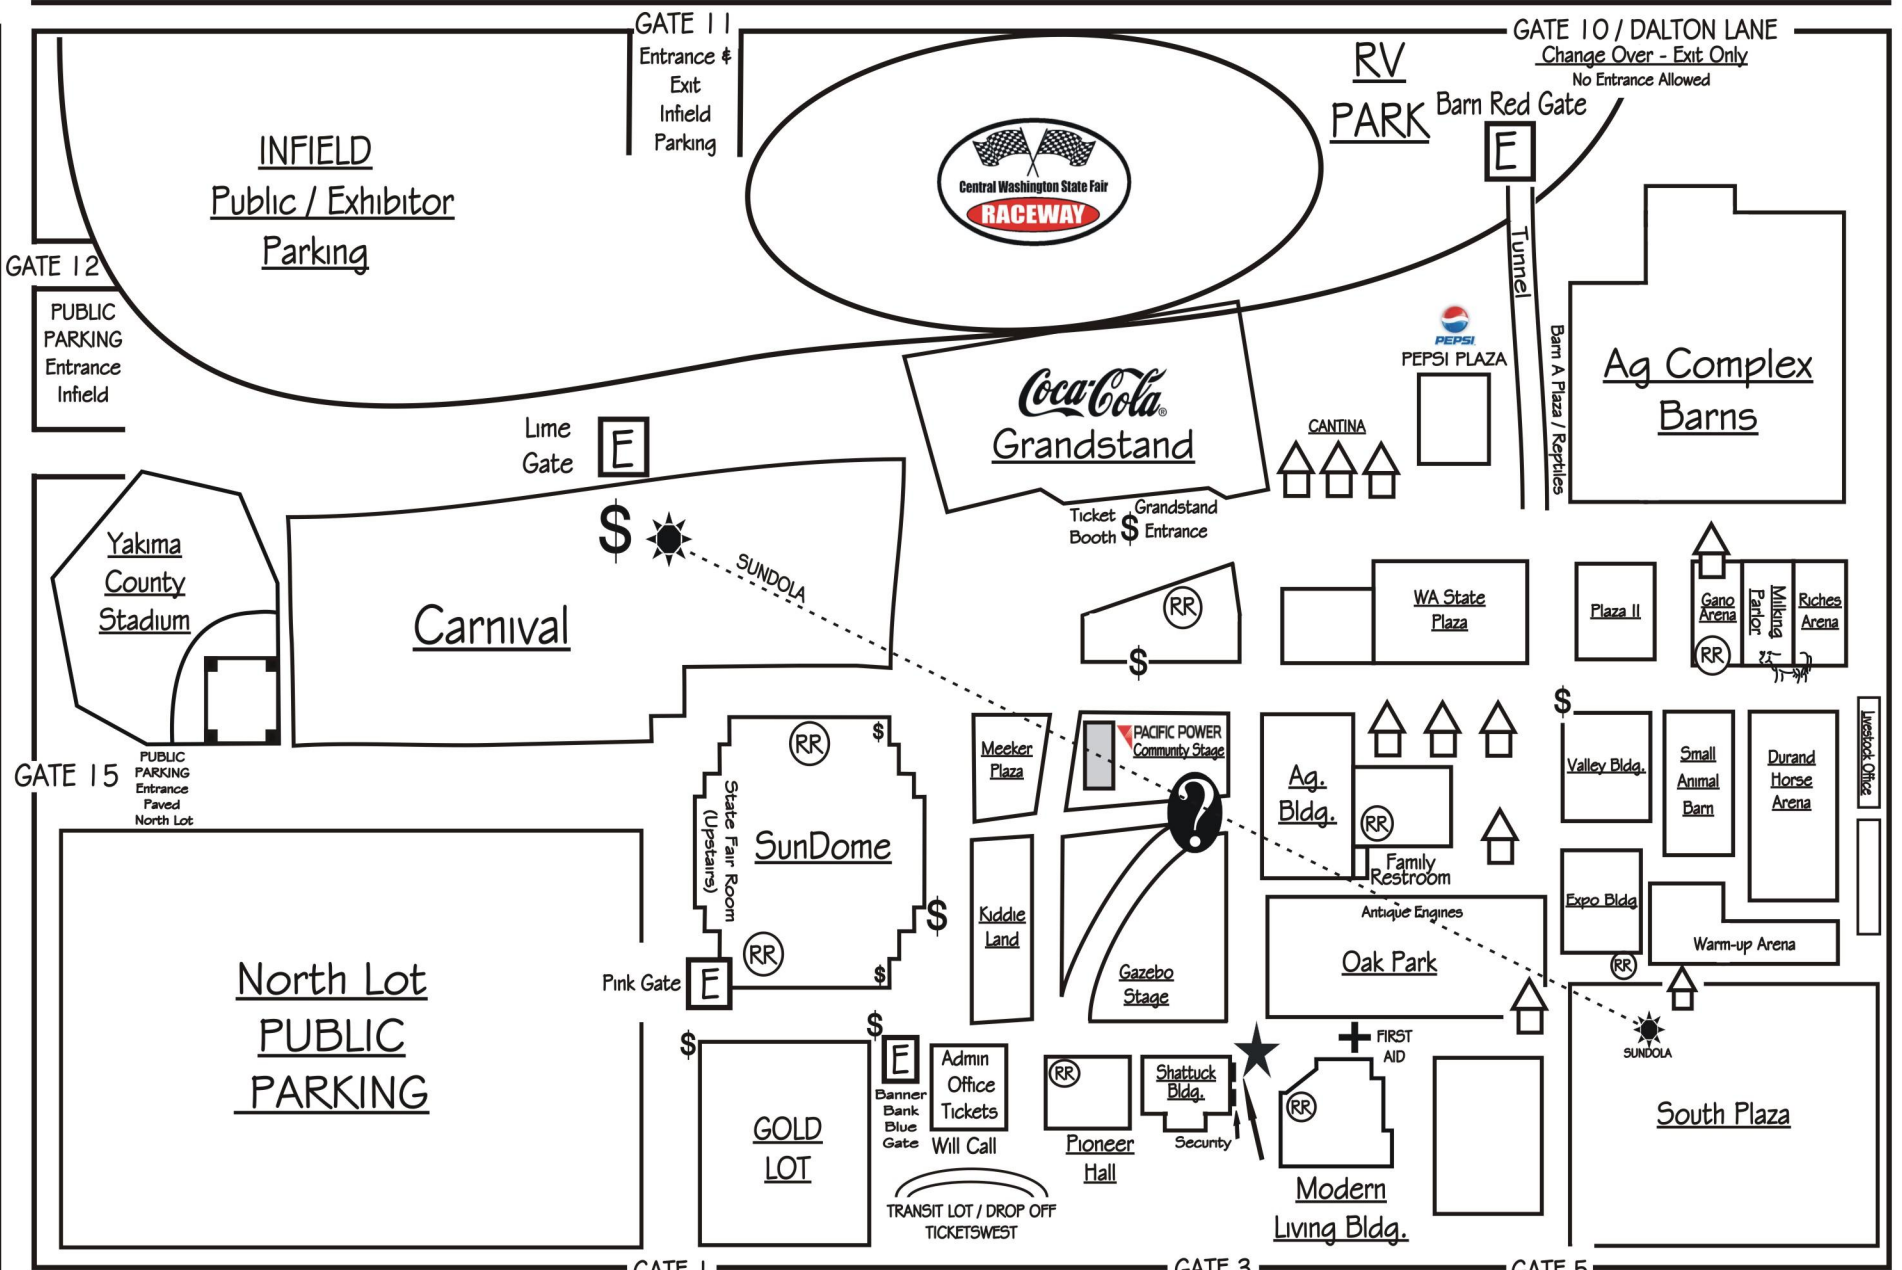 GATE 11
Entrance &
Exit
Infield
Parking
GATE 10 / DALTON LANE
Change Over - Exit Only
No Entrance Allowed
RV
PARK
Barn Red Gate
E
Tunnel
INFIELD
Public / Exhibitor
Parking
Central Washington State Fair
RACEWAY
GATE 12
PUBLIC
PARKING
Entrance
Infield
PEPSI
PEPSI PLAZA
Barn A Plaza / Reptiles
Ag Complex
Barns
Coca-Cola
Grandstand
CANTINA
Lime
Gate
E
Ticket
Booth
$
Grandstand
Entrance
Yakima
County
Stadium
$
SUNDOLA
Carnival
RR
$
WA State
Plaza
Plaza II
Gano
Arena
RR
Milking
Parlor
Riches
Arena
GATE 15
PUBLIC
PARKING
Entrance
Paved
North Lot
RR
$
State Fair Room
(Upstairs)
SunDome
$
RR
$
Meeker
Plaza
PACIFIC POWER
Community Stage
?
Ag.
Bldg.
RR
Family
Restroom
$
Valley Bldg.
Small
Animal
Barn
Durand
Horse
Arena
Livestock Office
Kiddie
Land
Gazebo
Stage
Antique Engines
Oak Park
Expo Bldg
RR
Warm-up Arena
North Lot
PUBLIC
PARKING
Pink Gate
E
$
GOLD
LOT
$
E
Banner
Bank
Blue
Gate
Admin
Office
Tickets
Will Call
TRANSIT LOT / DROP OFF
TICKETSWEST
RR
Pioneer
Hall
Shattuck
Bldg.
Security
FIRST
AID
RR
Modern
Living Bldg.
SUNDOLA
South Plaza
GATE 1
GATE 3
GATE 5